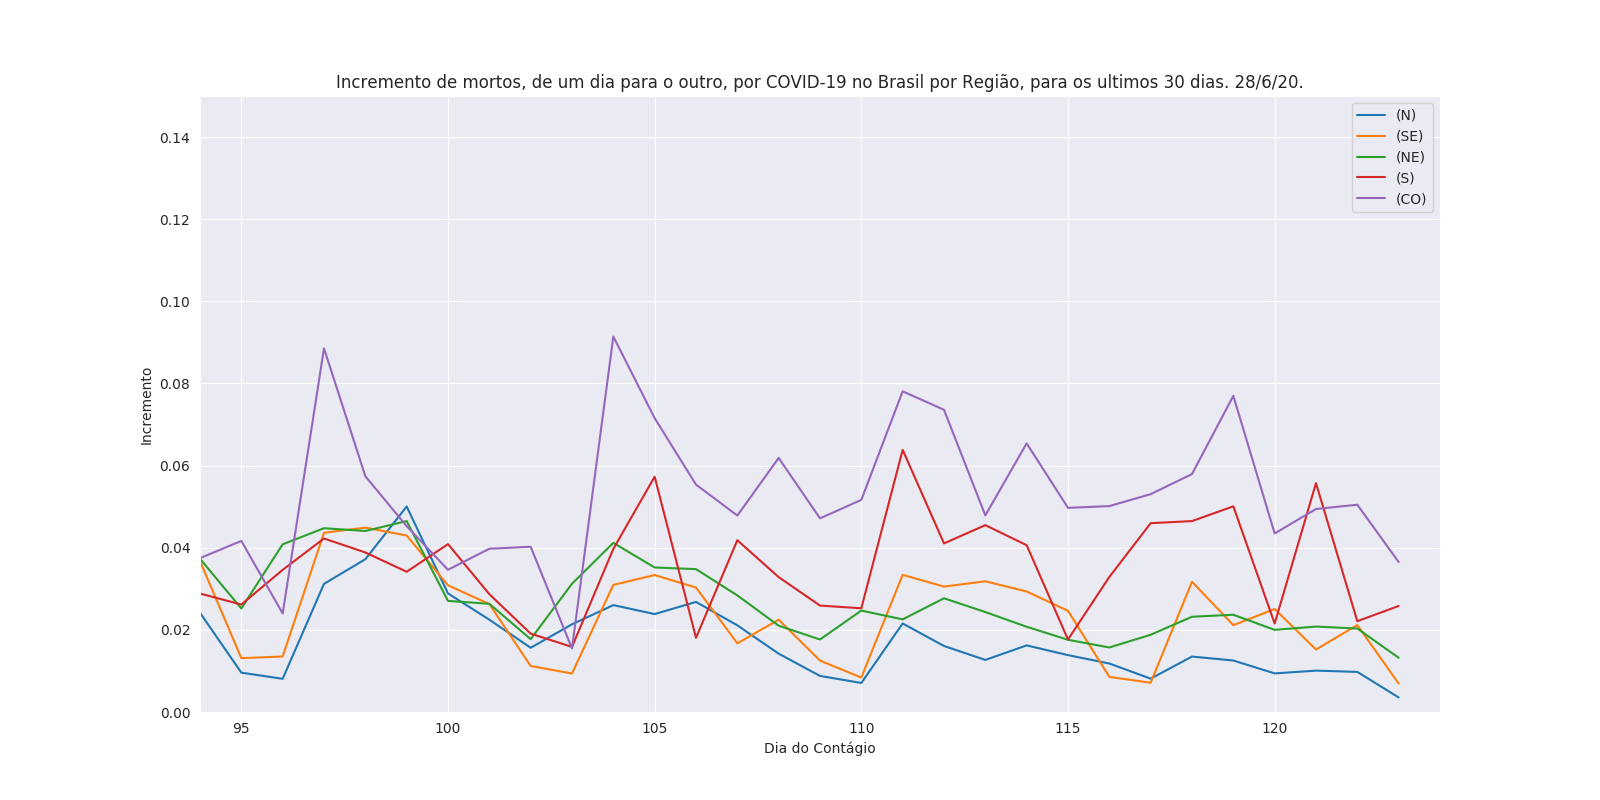 Incremento de mortos, de um dia para o outro, por COVID-19 no Brasil por Região, para os ultimos 30 dias. 28/6/20.
(N)
(SE)
(NE)
(S)
(CO)
0.14
0.12
0.10
0.08
0.06
0.04
0.02
0.00
Incremento
95 100 105 110 115 120
Dia do Contágio